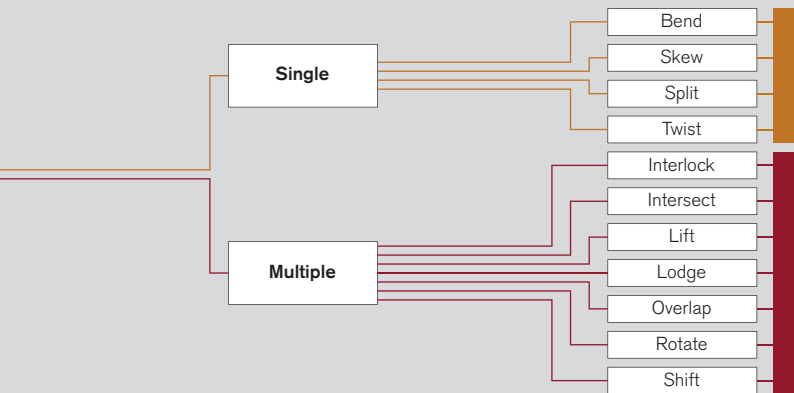 Single
Bend
Skew
Split
Twist
Multiple
Interlock
Intersect
Lift
Lodge
Overlap
Rotate
Shift